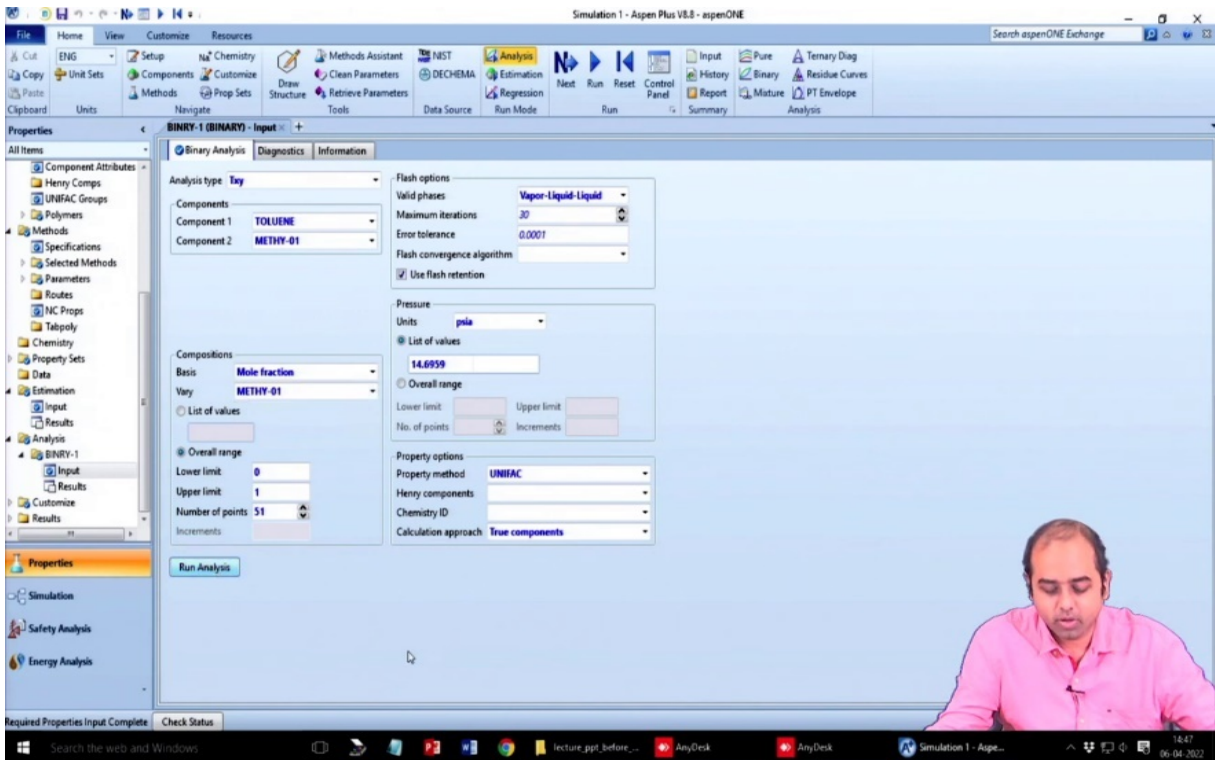 Simulation 1 - Aspen Plus V8.8 - aspenONE
File Home View Customize Resources
Search aspenONE Exchange
Cut ENG Setup Chemistry Methods Assistant NIST Analysis Input Pure Ternary Diag
Copy Unit Sets Components Customize Clean Parameters DECHEMA Estimation History Binary Residue Curves
Paste Methods Prop Sets Draw Structure Retrieve Parameters Regression Next Run Reset Control Panel Report Mixture PT Envelope
Clipboard Units Navigate Tools Data Source Run Mode Run Summary Analysis
Properties
BINRY-1 (BINARY) - Input
All Items
Binary Analysis Diagnostics Information
Component Attributes
Henry Comps
UNIFAC Groups
Polymers
Methods
Specifications
Selected Methods
Parameters
Routes
NC Props
Tabpoly
Chemistry
Property Sets
Data
Estimation
Input
Results
Analysis
BINRY-1
Input
Results
Customize
Results
Properties
Simulation
Safety Analysis
Energy Analysis
Analysis type Txy
Components
Component 1 TOLUENE
Component 2 METHY-01
Compositions
Basis Mole fraction
Vary METHY-01
List of values
Overall range
Lower limit 0
Upper limit 1
Number of points 51
Increments
Run Analysis
Flash options
Valid phases Vapor-Liquid-Liquid
Maximum iterations 30
Error tolerance 0.0001
Flash convergence algorithm
Use flash retention
Pressure
Units psia
List of values
14.6959
Overall range
Lower limit Upper limit
No. of points Increments
Property options
Property method UNIFAC
Henry components
Chemistry ID
Calculation approach True components
Required Properties Input Complete Check Status
Search the web and Windows lecture_ppt_before_... AnyDesk AnyDesk Simulation 1 - Aspe...
14:47
06-04-2022